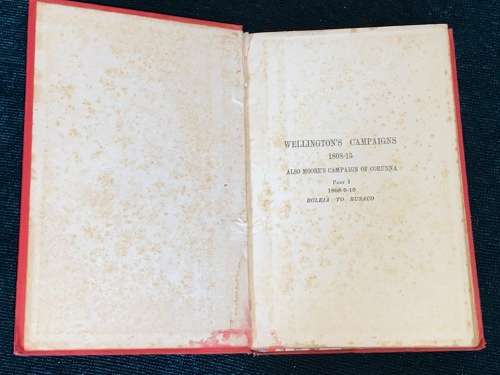 WELLINGTON'S CAMPAIGNS
1808-15
ALSO MOORE'S CAMPAIGN OF CORUNNA
PART I
1808-9-10
ROLEIA TO BUSACO